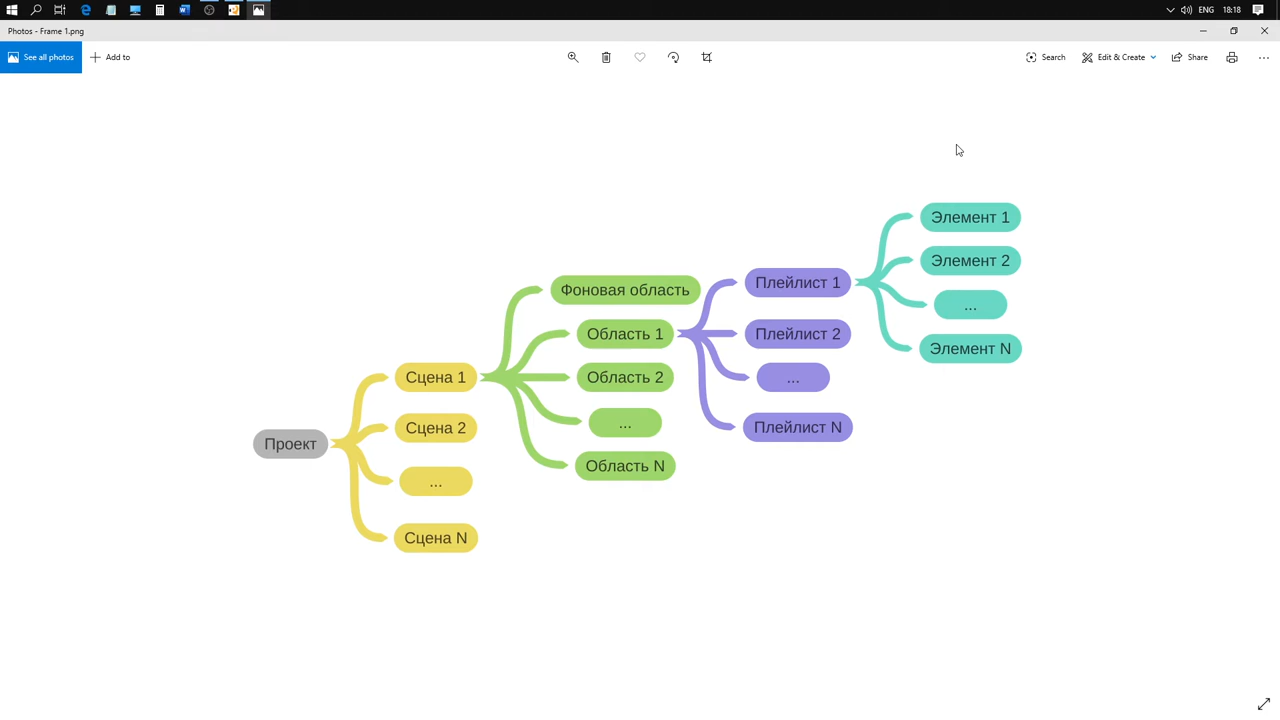 ENG 18:18
Photos - Frame 1.png
See all photos
Add to
Search
Edit & Create
Share
Проект
Сцена 1
Сцена 2
...
Сцена N
Фоновая область
Область 1
Область 2
...
Область N
Плейлист 1
Плейлист 2
...
Плейлист N
Элемент 1
Элемент 2
...
Элемент N